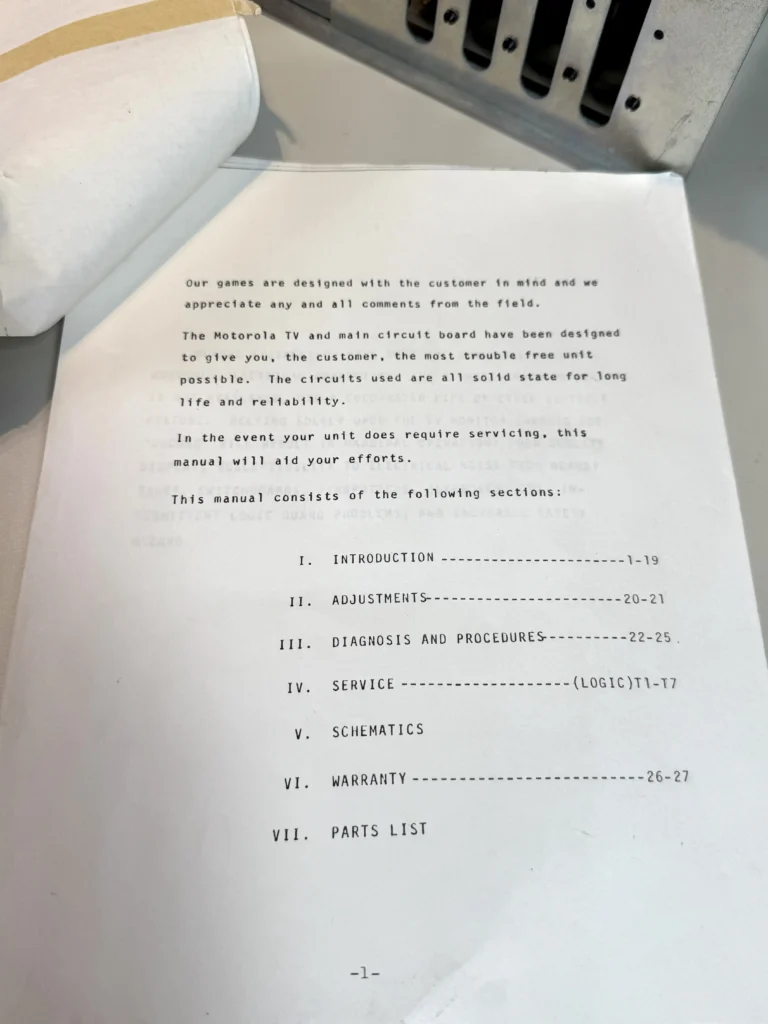 Our games are designed with the customer in mind and we
appreciate any and all comments from the field.
The Motorola TV and main circuit board have been designed
to give you, the customer, the most trouble free unit
possible. The circuits used are all solid state for long
life and reliability.
In the event your unit does require servicing, this
manual will aid your efforts.
This manual consists of the following sections:
I. INTRODUCTION -----------------------1-19
II. ADJUSTMENTS-------------------------20-21
III. DIAGNOSIS AND PROCEDURES-----------22-25
IV. SERVICE -------------------(LOGIC)T1-T7
V. SCHEMATICS
VI. WARRANTY --------------------------26-27
VII. PARTS LIST
-1-